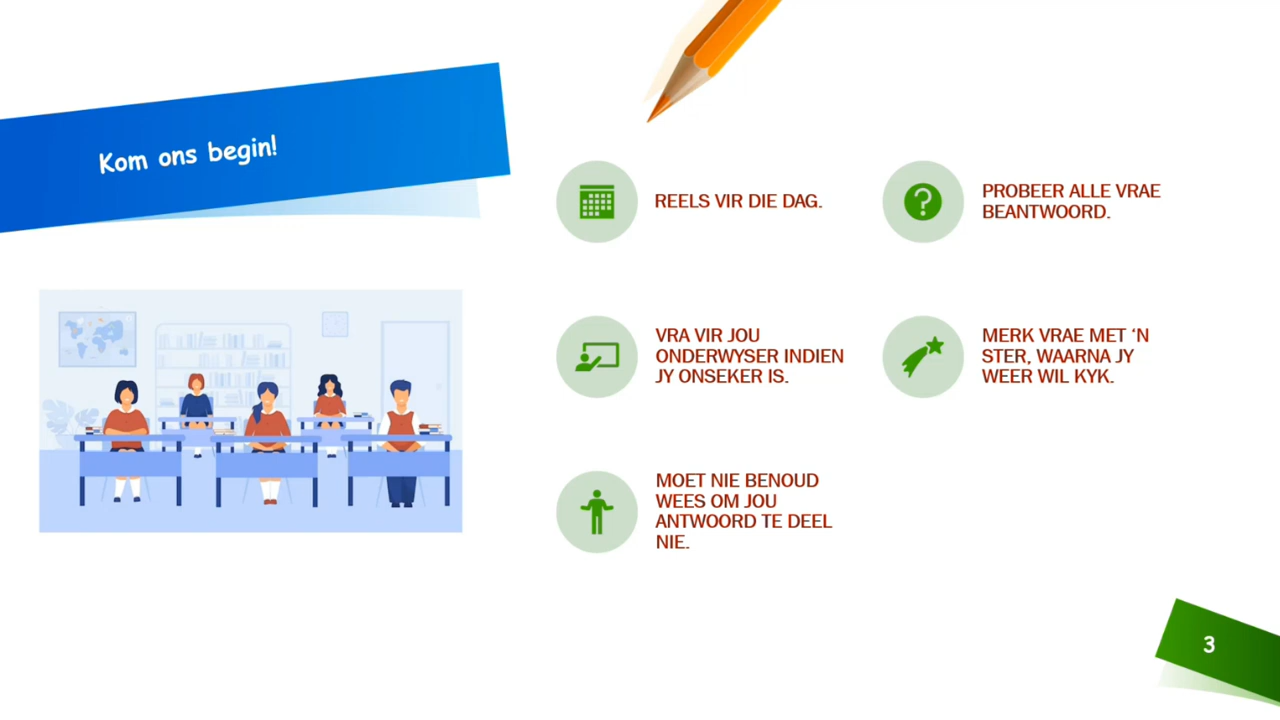 Kom ons begin!
REELS VIR DIE DAG.
PROBEER ALLE VRAE
BEANTWOORD.
VRA VIR JOU
ONDERWYSER INDIEN
JY ONSEKER IS.
MERK VRAE MET ‘N
STER, WAARNA JY
WEER WIL KYK.
MOET NIE BENOUD
WEES OM JOU
ANTWOORD TE DEEL
NIE.
3